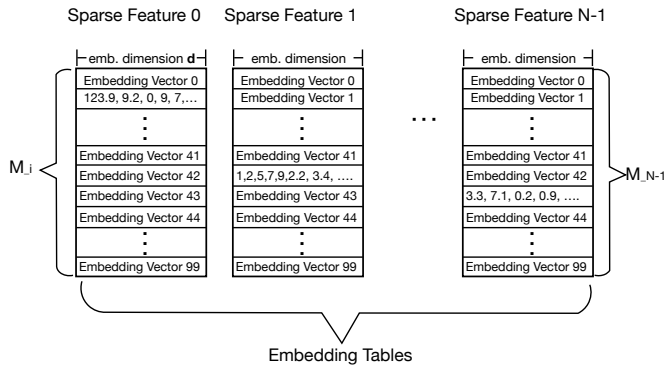 Sparse Feature 0 Sparse Feature 1 Sparse Feature N-1
emb. dimension d emb. dimension emb. dimension
Embedding Vector 0 Embedding Vector 0 Embedding Vector 0
123.9, 9.2, 0, 9, 7,... Embedding Vector 1 Embedding Vector 1
...
Embedding Vector 41 Embedding Vector 41 Embedding Vector 41
M_i Embedding Vector 42 1,2,5,7,9,2.2, 3.4, .... Embedding Vector 42 M_N-1
Embedding Vector 43 Embedding Vector 43 3.3, 7.1, 0.2, 0.9, ....
Embedding Vector 44 Embedding Vector 44 Embedding Vector 44
Embedding Vector 99 Embedding Vector 99 Embedding Vector 99
Embedding Tables